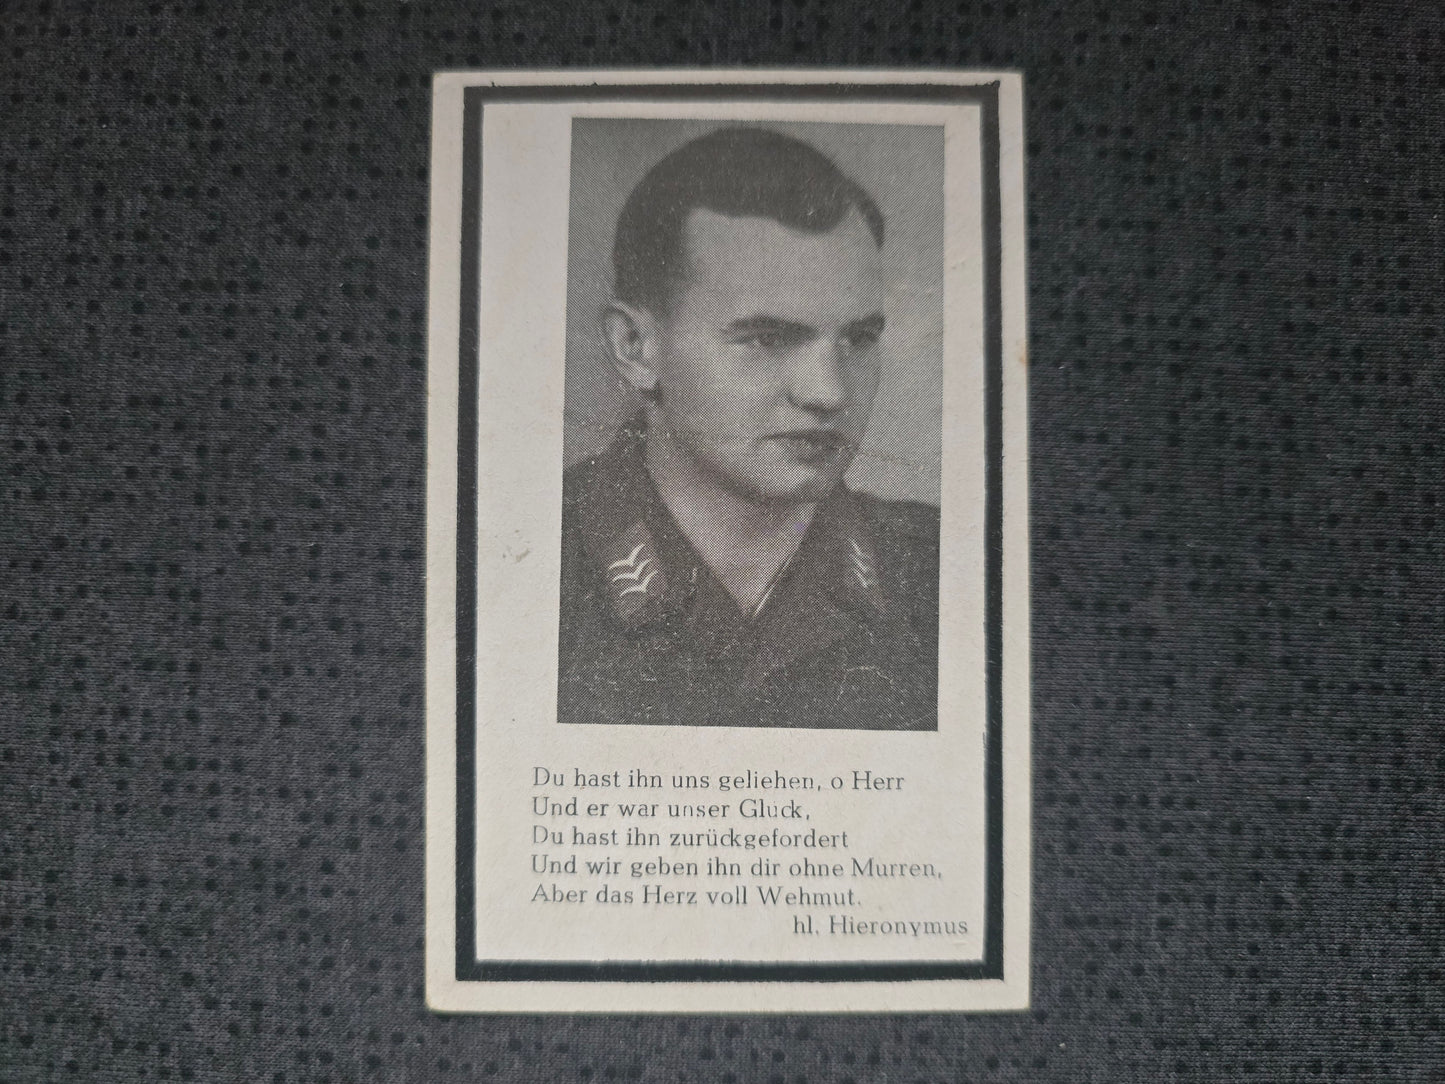 Du hast ihn uns geliehen, o Herr
Und er war unser Glück,
Du hast ihn zurückgefordert
Und wir geben ihn dir ohne Murren,
Aber das Herz voll Wehmut.
hl. Hieronymus